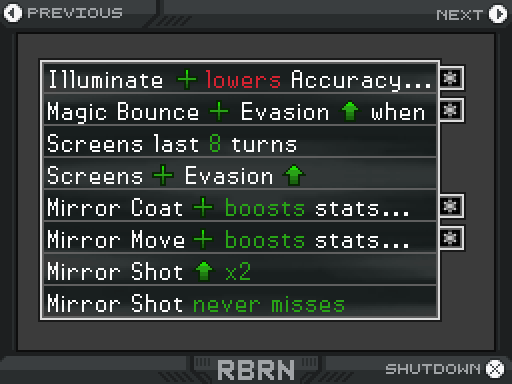 PREVIOUS
NEXT
Illuminate + lowers Accuracy...
Magic Bounce + Evasion ↑ when
Screens last 8 turns
Screens + Evasion ↑
Mirror Coat + boosts stats...
Mirror Move + boosts stats...
Mirror Shot ↑ x2
Mirror Shot never misses
RBRN
SHUTDOWN